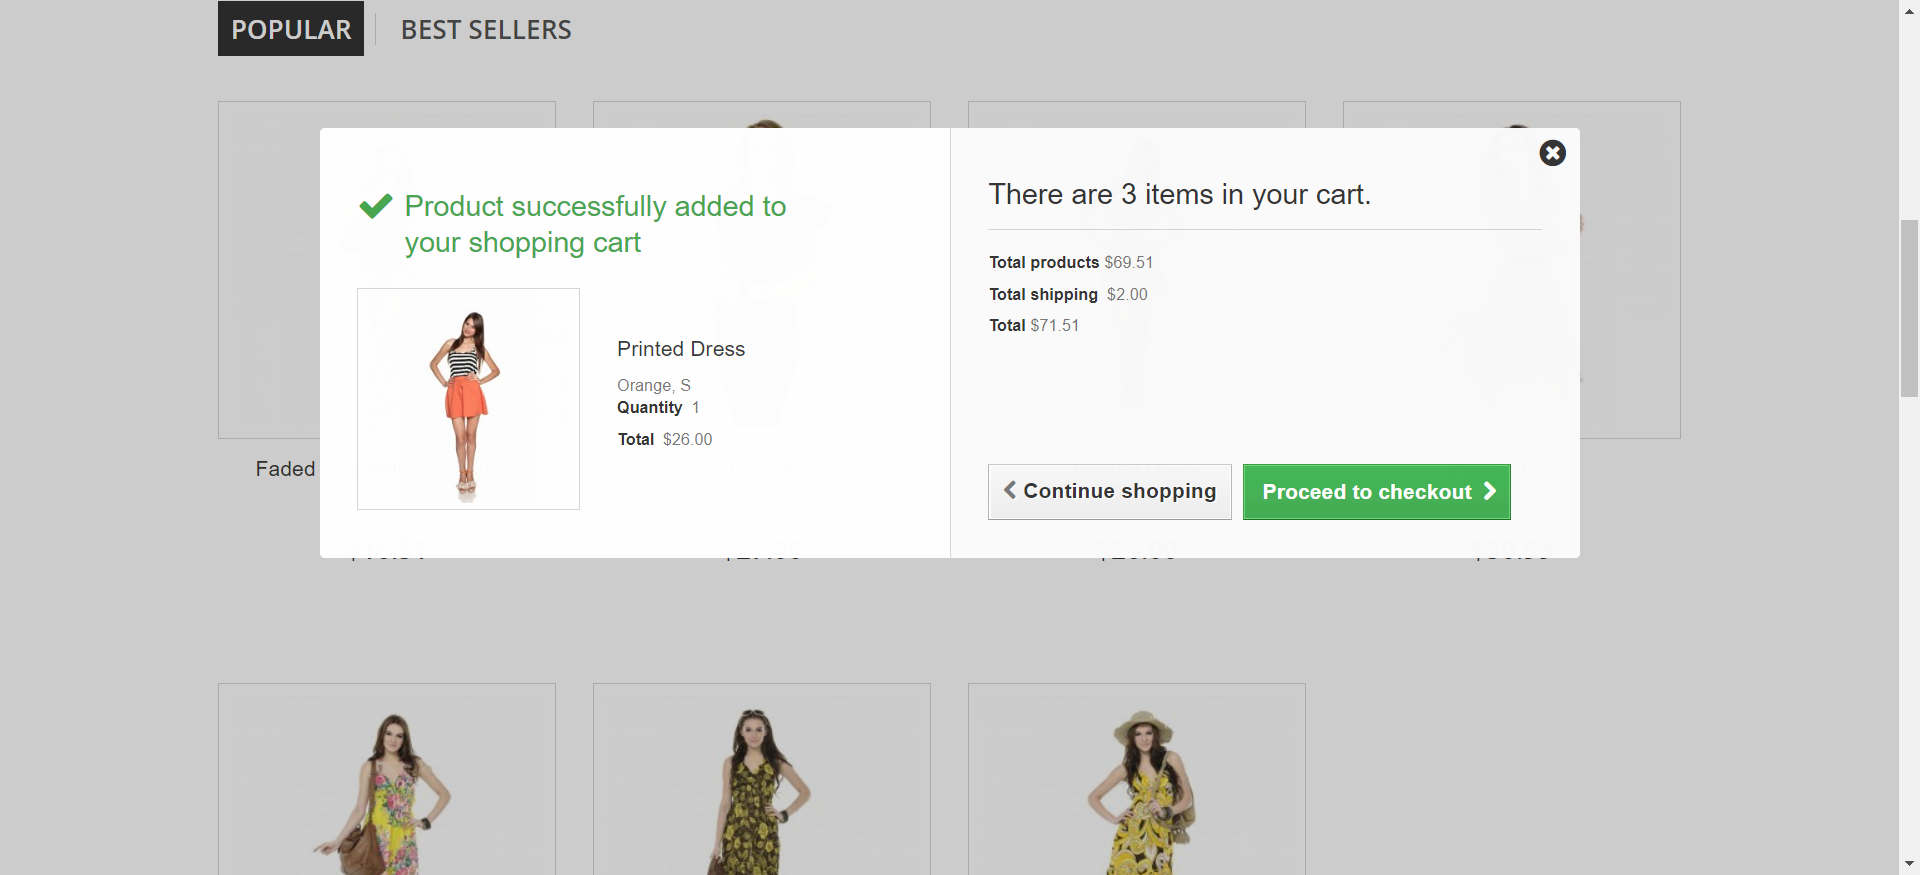 POPULAR
BEST SELLERS
Product successfully added to
your shopping cart
Printed Dress
Orange, S
Quantity 1
Total $26.00
There are 3 items in your cart.
Total products $69.51
Total shipping $2.00
Total $71.51
Continue shopping
Proceed to checkout
Faded